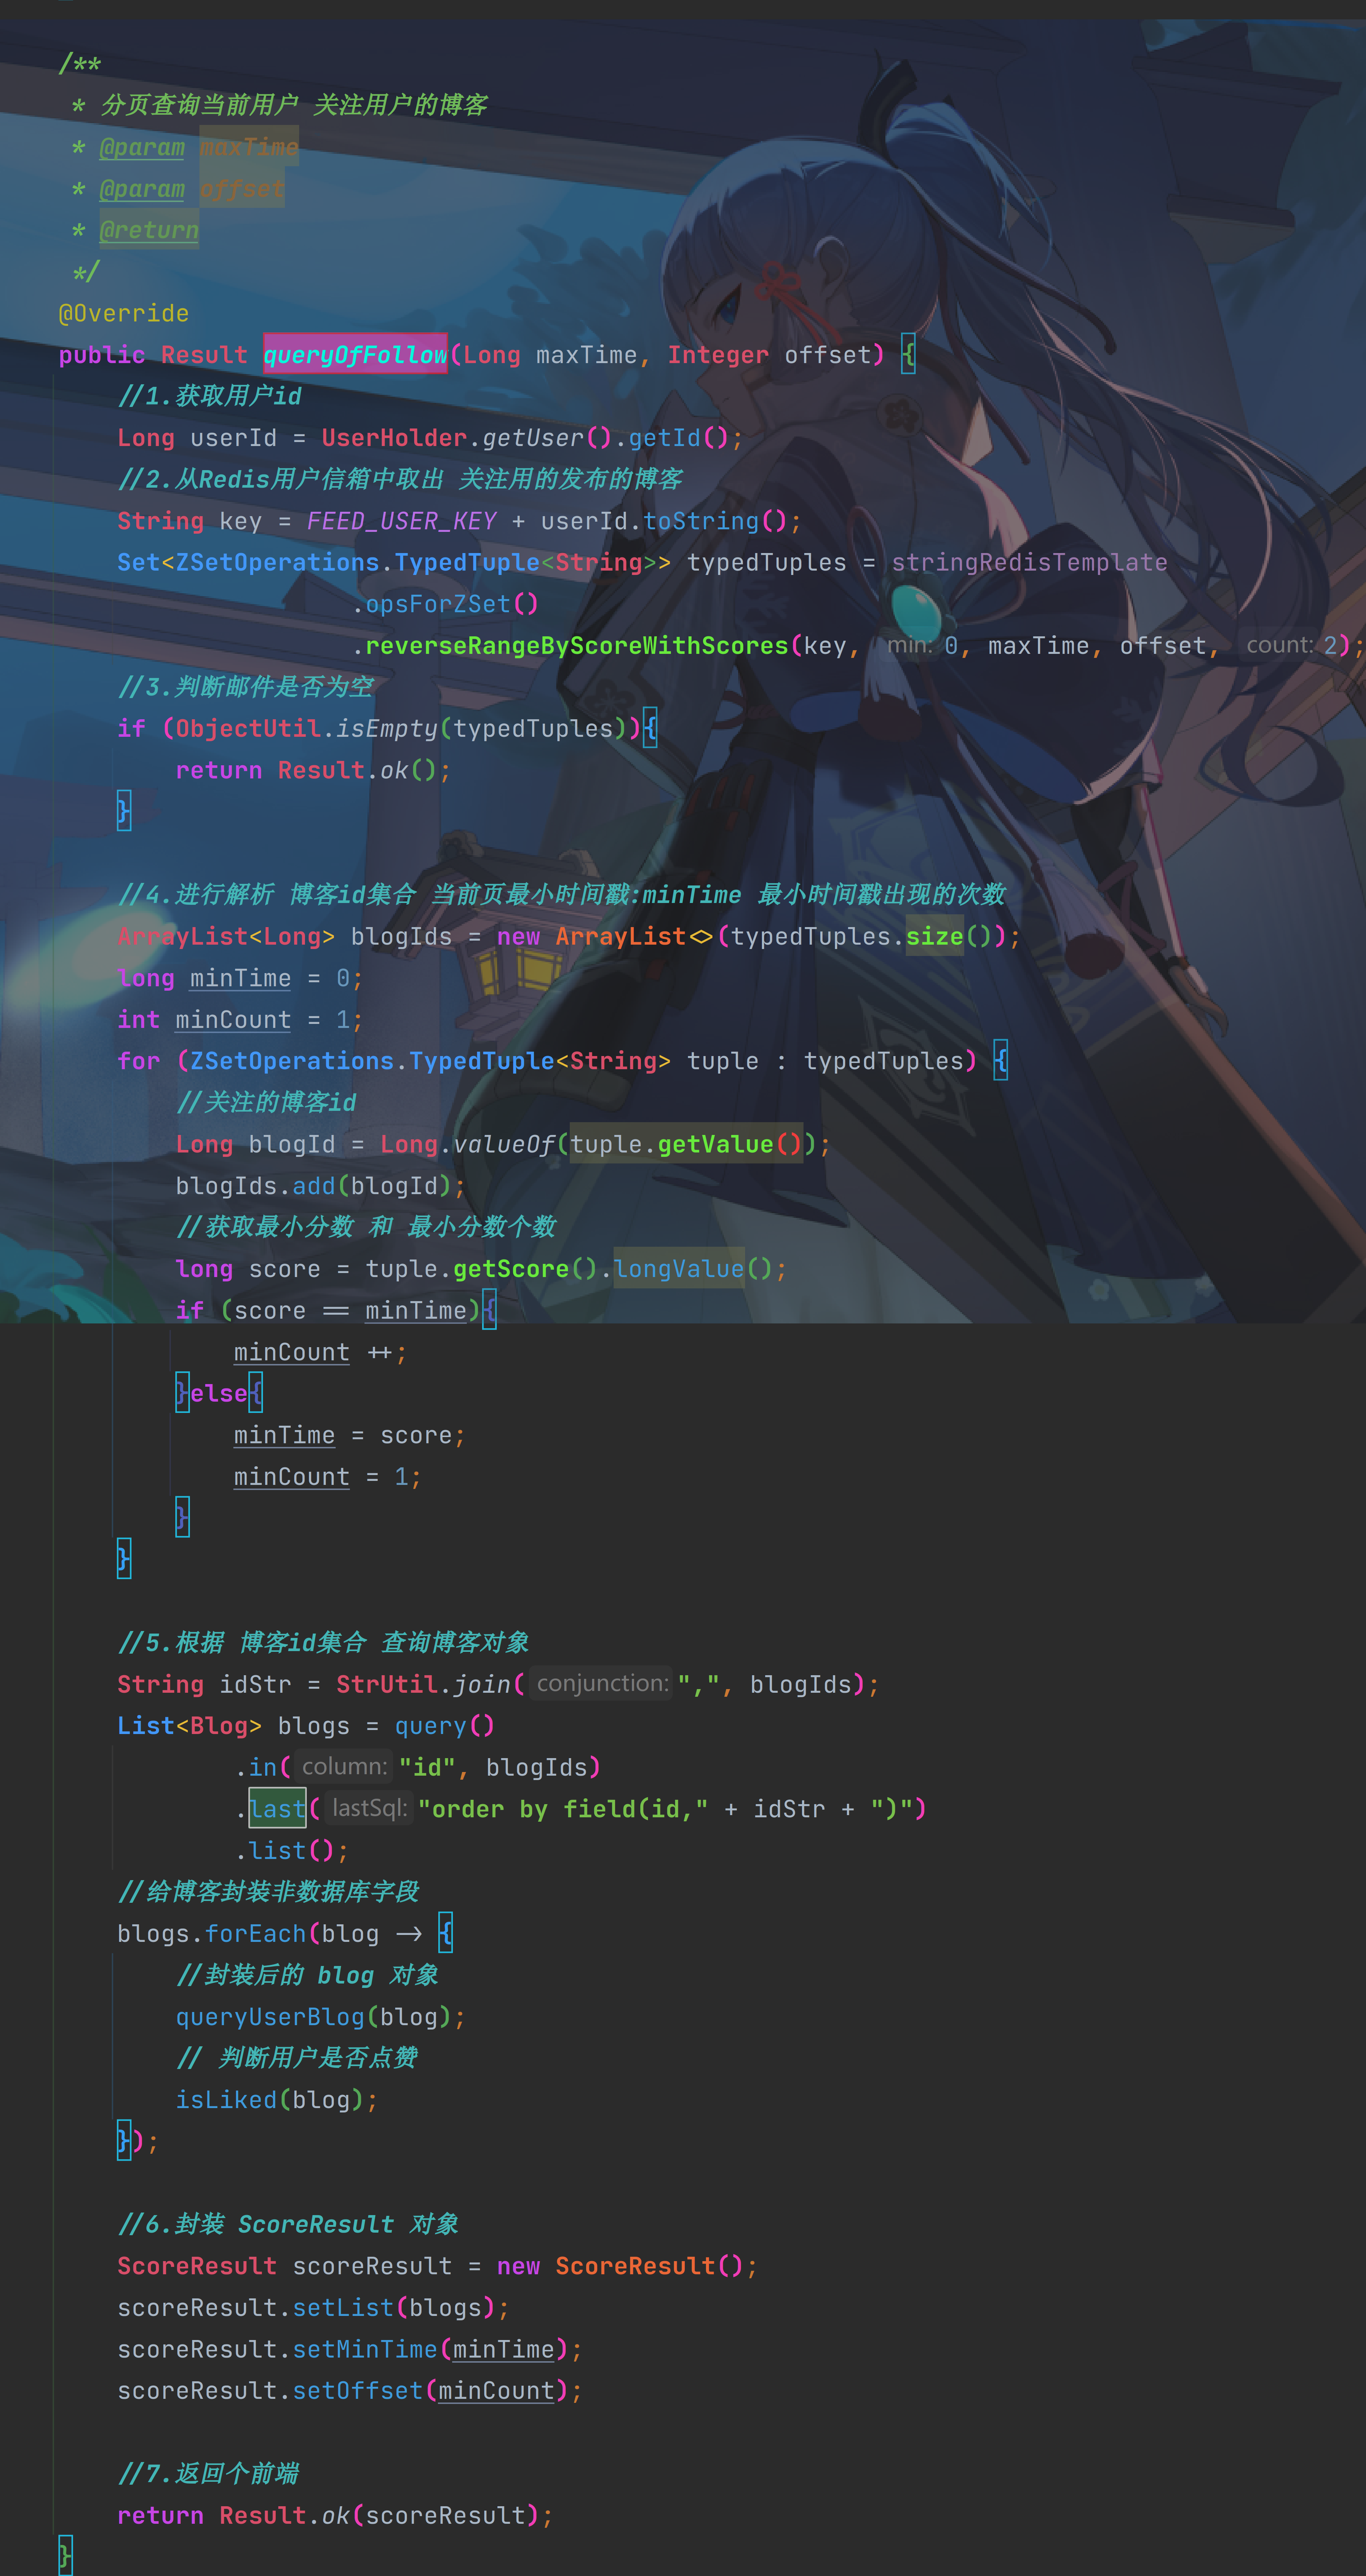 /**
 * 分页查询当前用户 关注用户的博客
 * @param maxTime
 * @param offset
 * @return
 */
@Override
public Result queryOfFollow(Long maxTime, Integer offset) {
    //1.获取用户id
    Long userId = UserHolder.getUser().getId();
    //2.从Redis用户信箱中取出 关注用的发布的博客
    String key = FEED_USER_KEY + userId.toString();
    Set<ZSetOperations.TypedTuple<String>> typedTuples = stringRedisTemplate
            .opsForZSet()
            .reverseRangeByScoreWithScores(key, min: 0, maxTime, offset, count: 2);
    //3.判断邮件是否为空
    if (ObjectUtil.isEmpty(typedTuples)){
        return Result.ok();
    }
    //4.进行解析 博客id集合 当前页最小时间戳:minTime 最小时间戳出现的次数
    ArrayList<Long> blogIds = new ArrayList<>(typedTuples.size());
    long minTime = 0;
    int minCount = 1;
    for (ZSetOperations.TypedTuple<String> tuple : typedTuples) {
        //关注的博客id
        Long blogId = Long.valueOf(tuple.getValue());
        blogIds.add(blogId);
        //获取最小分数 和 最小分数个数
        long score = tuple.getScore().longValue();
        if (score == minTime){
            minCount ++;
        }else{
            minTime = score;
            minCount = 1;
        }
    }
    //5.根据 博客id集合 查询博客对象
    String idStr = StrUtil.join( conjunction: ",", blogIds);
    List<Blog> blogs = query()
            .in( column: "id", blogIds)
            .last( lastSql: "order by field(id," + idStr + ")")
            .list();
    //给博客封装非数据库字段
    blogs.forEach(blog -> {
        //封装后的 blog 对象
        queryUserBlog(blog);
        // 判断用户是否点赞
        isLiked(blog);
    });
    //6.封装 ScoreResult 对象
    ScoreResult scoreResult = new ScoreResult();
    scoreResult.setList(blogs);
    scoreResult.setMinTime(minTime);
    scoreResult.setOffset(minCount);
    //7.返回个前端
    return Result.ok(scoreResult);
}